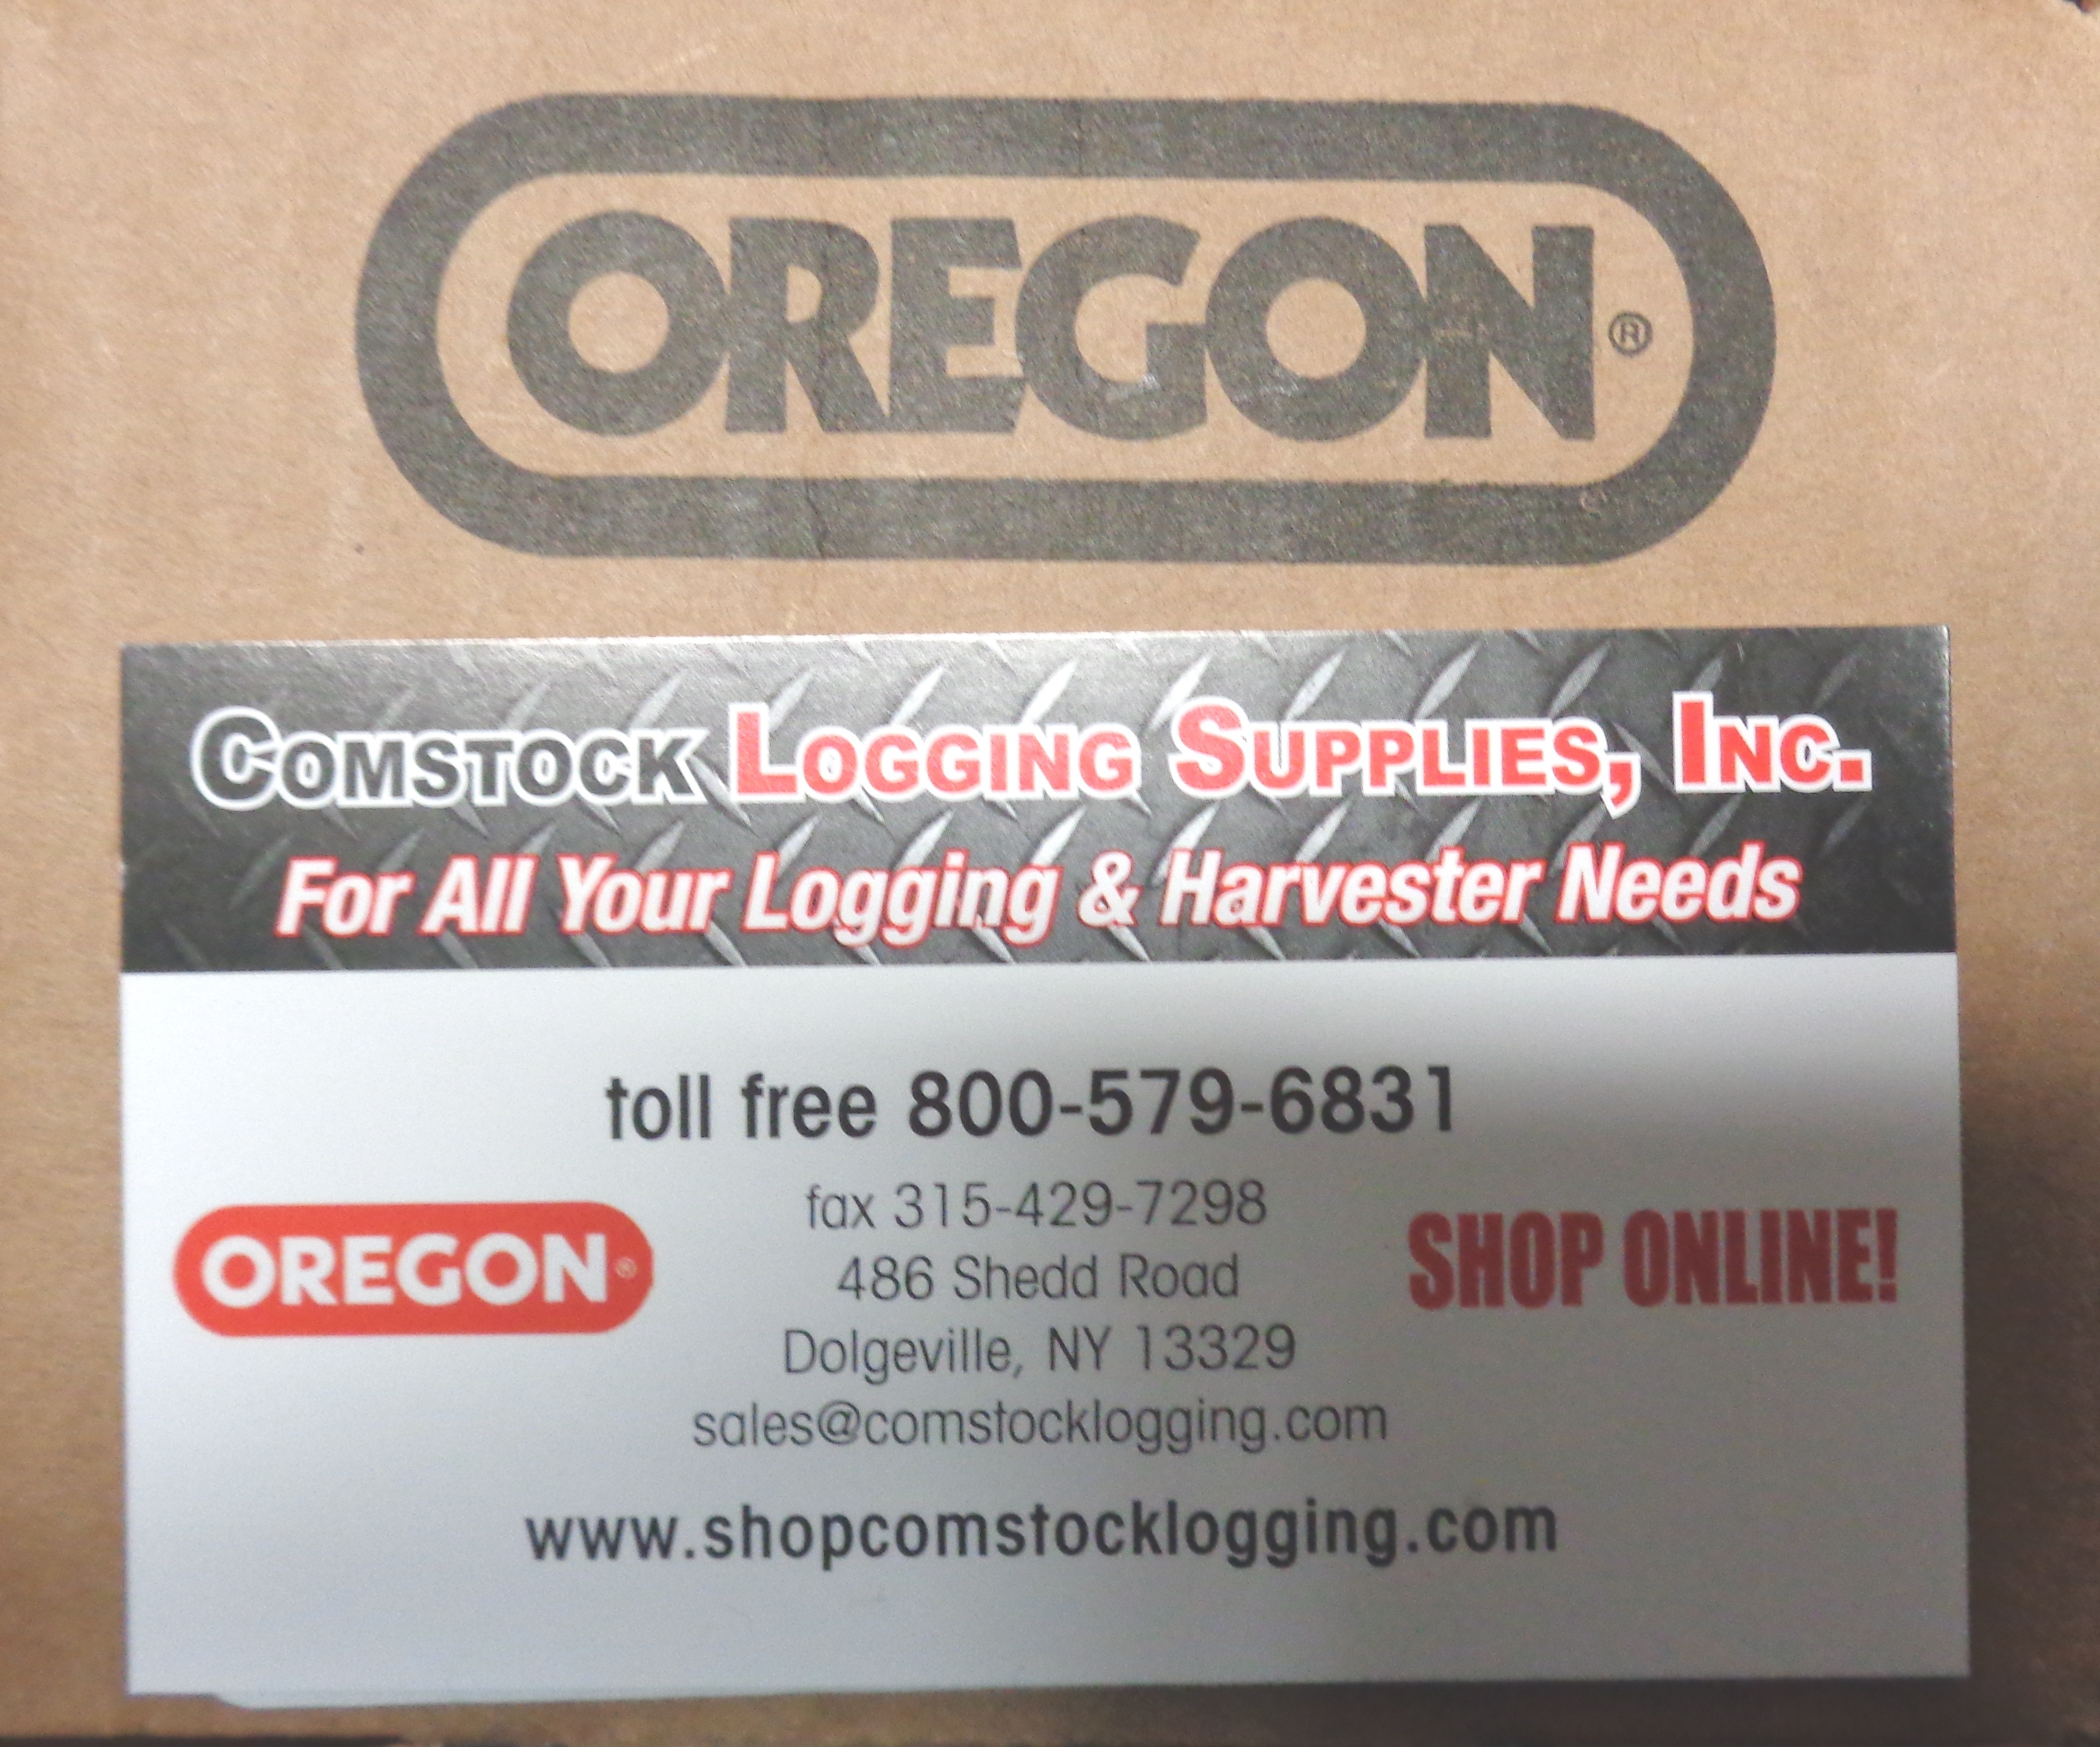 OREGON®
COMSTOCK LOGGING SUPPLIES, INC.
For All Your Logging & Harvester Needs
toll free 800-579-6831
fax 315-429-7298
486 Shedd Road
OREGON®
SHOP ONLINE!
Dolgeville, NY 13329
sales@comstocklogging.com
www.shopcomstocklogging.com